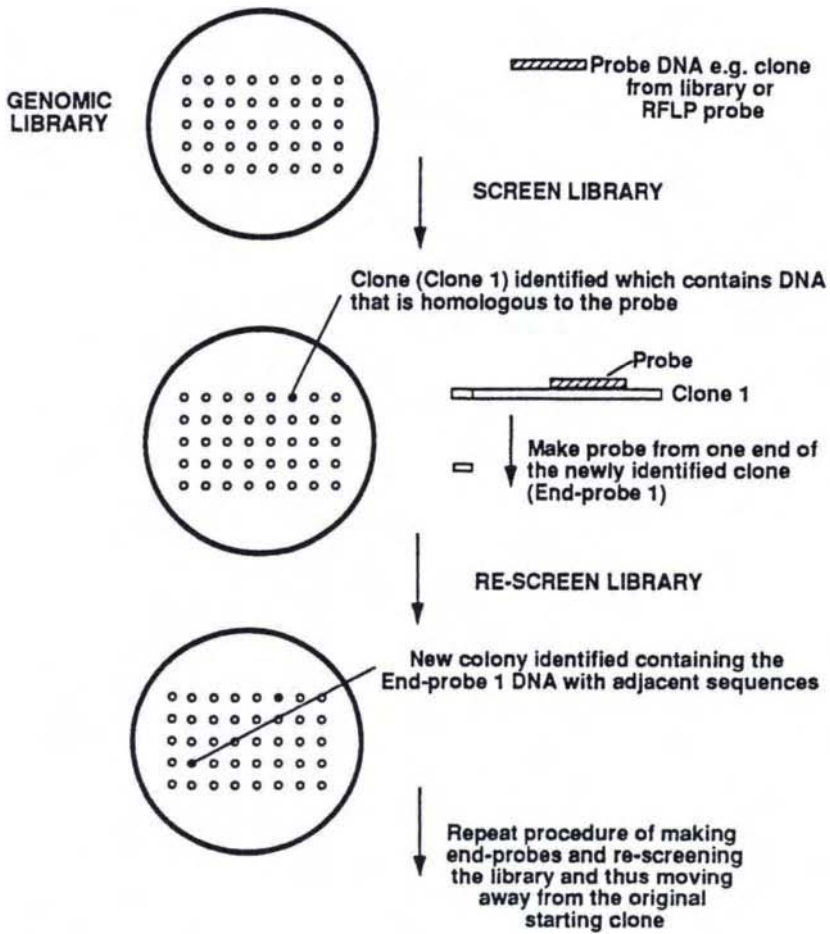 GENOMIC
LIBRARY
Probe DNA e.g. clone
from library or
RFLP probe
SCREEN LIBRARY
Clone (Clone 1) identified which contains DNA
that is homologous to the probe
Probe
Clone 1
Make probe from one end of
the newly identified clone
(End-probe 1)
RE-SCREEN LIBRARY
New colony identified containing the
End-probe 1 DNA with adjacent sequences
Repeat procedure of making
end-probes and re-screening
the library and thus moving
away from the original
starting clone